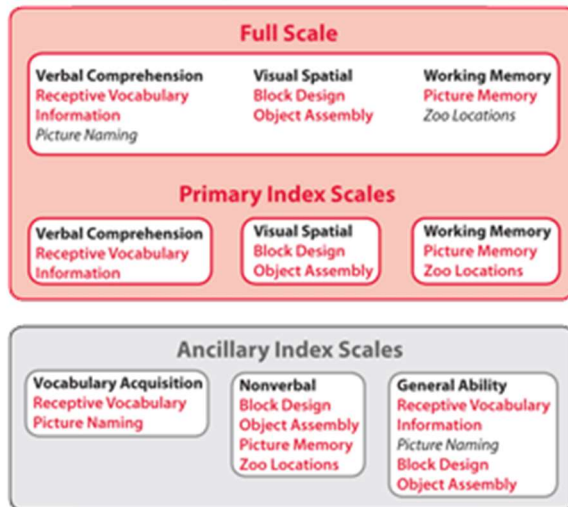 Full Scale
Verbal Comprehension
Receptive Vocabulary
Information
Picture Naming
Visual Spatial
Block Design
Object Assembly
Working Memory
Picture Memory
Zoo Locations
Primary Index Scales
Verbal Comprehension
Receptive Vocabulary
Information
Visual Spatial
Block Design
Object Assembly
Working Memory
Picture Memory
Zoo Locations
Ancillary Index Scales
Vocabulary Acquisition
Receptive Vocabulary
Picture Naming
Nonverbal
Block Design
Object Assembly
Picture Memory
Zoo Locations
General Ability
Receptive Vocabulary
Information
Picture Naming
Block Design
Object Assembly